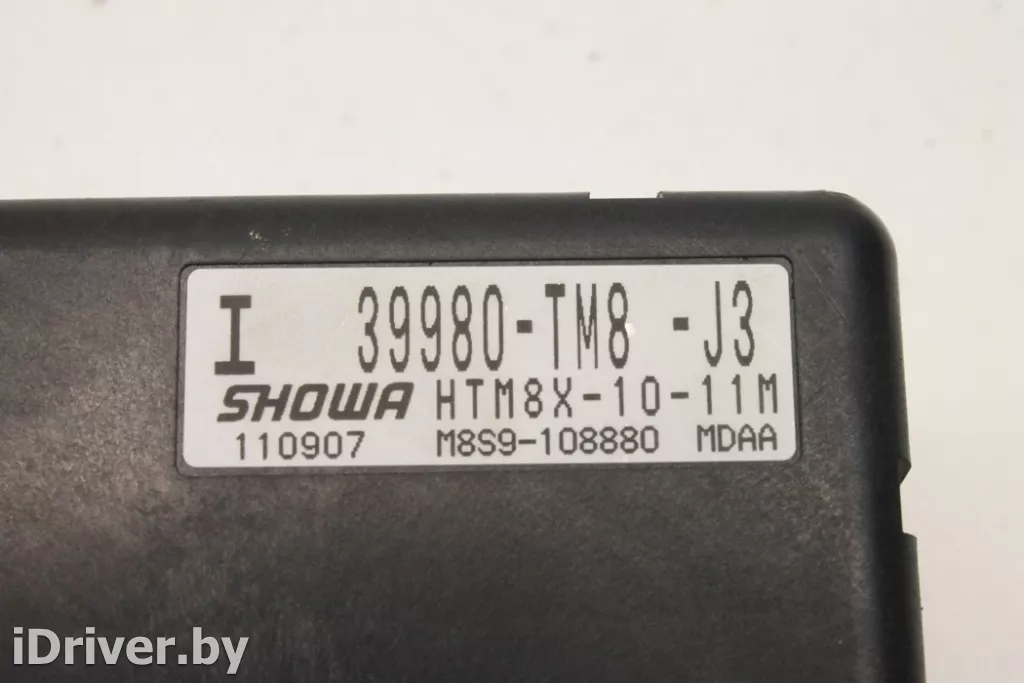 I 39980-TM8 -J3
SHOWA HTM8X-10-11M
110907 M8S9-108880 MDAA
iDriver.by